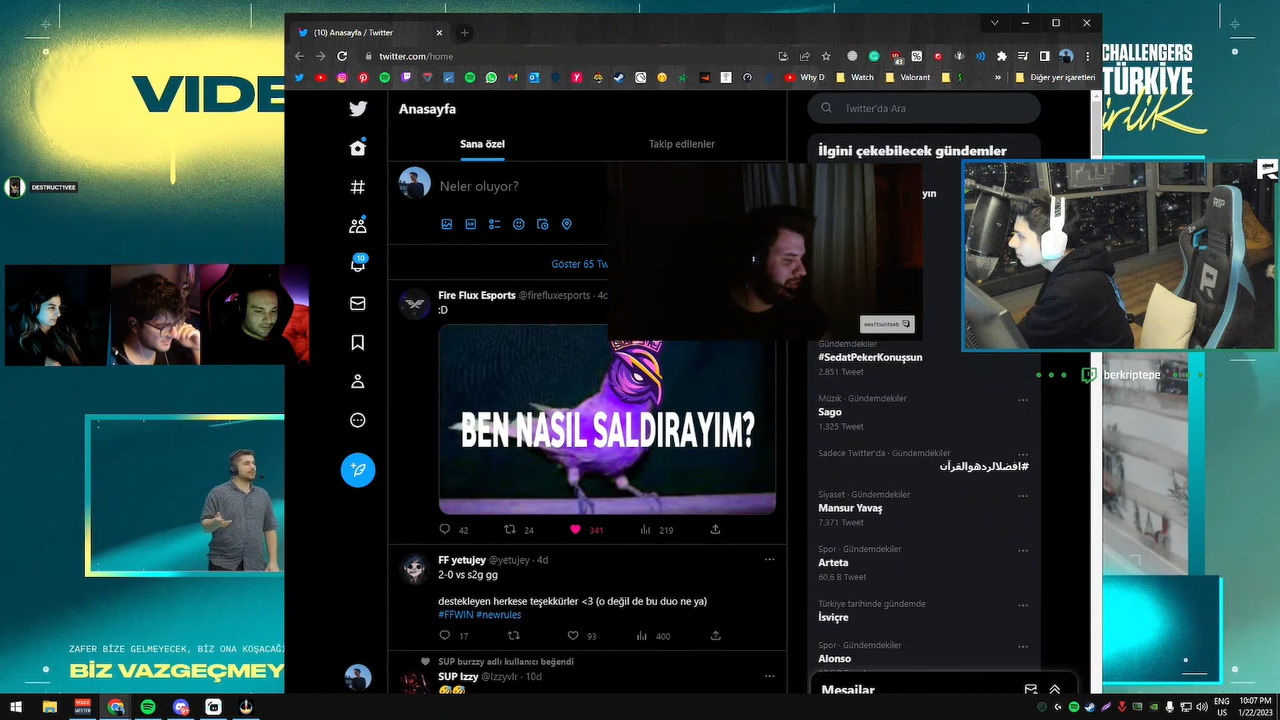 (10) Anasayfa / Twitter
twitter.com/home
43
Why D
Watch
Valorant
$
»
Diğer yer işaretleri
VIDE
CHALLENGERS
TÜRKİYE
irlik
DESTRUCTIVEE
Anasayfa
Sana özel
Takip edilenler
Neler oluyor?
Göster 65 Tw
10
Fire Flux Esports @firefluxesports · 4d
:D
BEN NASIL SALDIRAYIM?
42
24
341
219
FF yetujey @yetujey · 4d
2-0 vs s2g gg
destekleyen herkese teşekkürler <3 (o değil de bu duo ne ya)
#FFWIN #newrules
17
93
400
SUP burzzy adlı kullanıcı beğendi
SUP Izzy @Izzyvlr · 10d
Twitter'da Ara
İlgini çekebilecek gündemler
yın
Gündemdekiler
#SedatPekerKonuşsun
2.851 Tweet
Müzik · Gündemdekiler
Sago
1.325 Tweet
Sadece Twitter'da · Gündemdekiler
#افضلالردهوالقرآن
Siyaset · Gündemdekiler
Mansur Yavaş
7.371 Tweet
Spor · Gündemdekiler
Arteta
60,6 B Tweet
Türkiye tarihinde gündemde
İsviçre
Spor · Gündemdekiler
Alonso
Mesajlar
berkriptepe
ZAFER BİZE GELMEYECEK, BİZ ONA KOŞACAĞI
BİZ VAZGEÇMEY
ENG
US
10:07 PM
1/22/2023